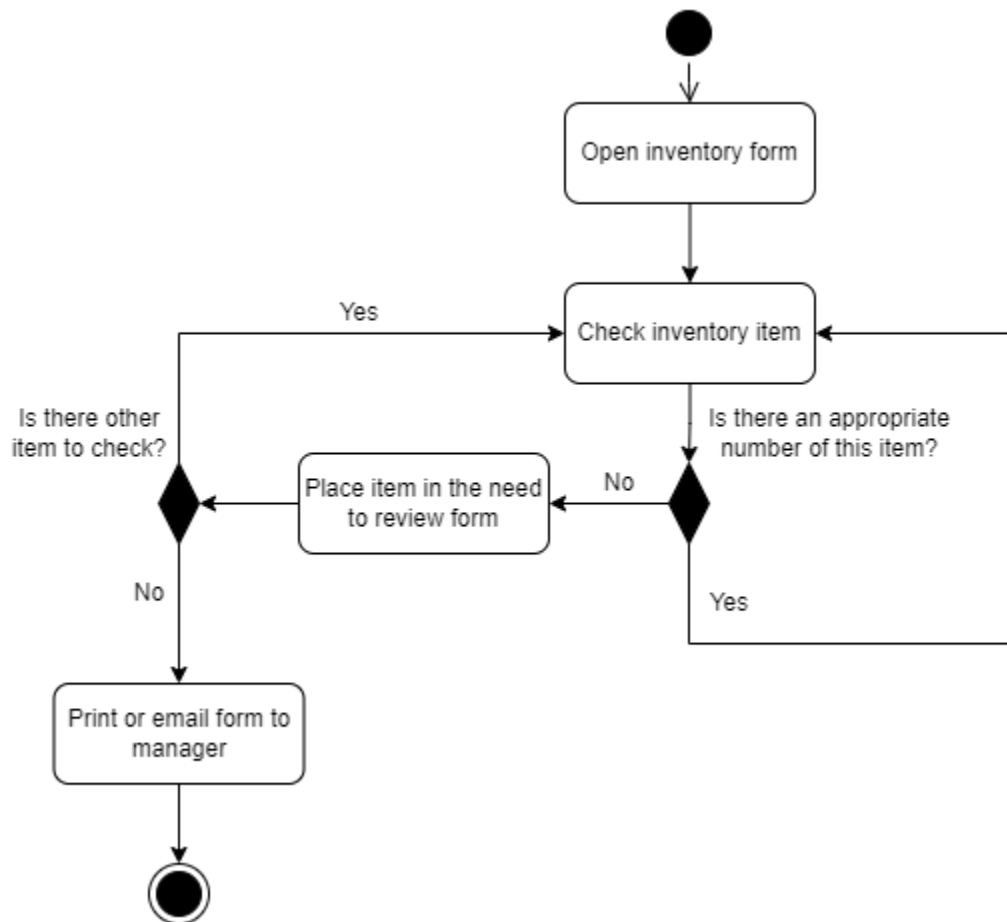 Open inventory form
Yes
Check inventory item
Is there other
item to check?
Is there an appropriate
number of this item?
Place item in the need
to review form
No
No
Yes
Print or email form to
manager